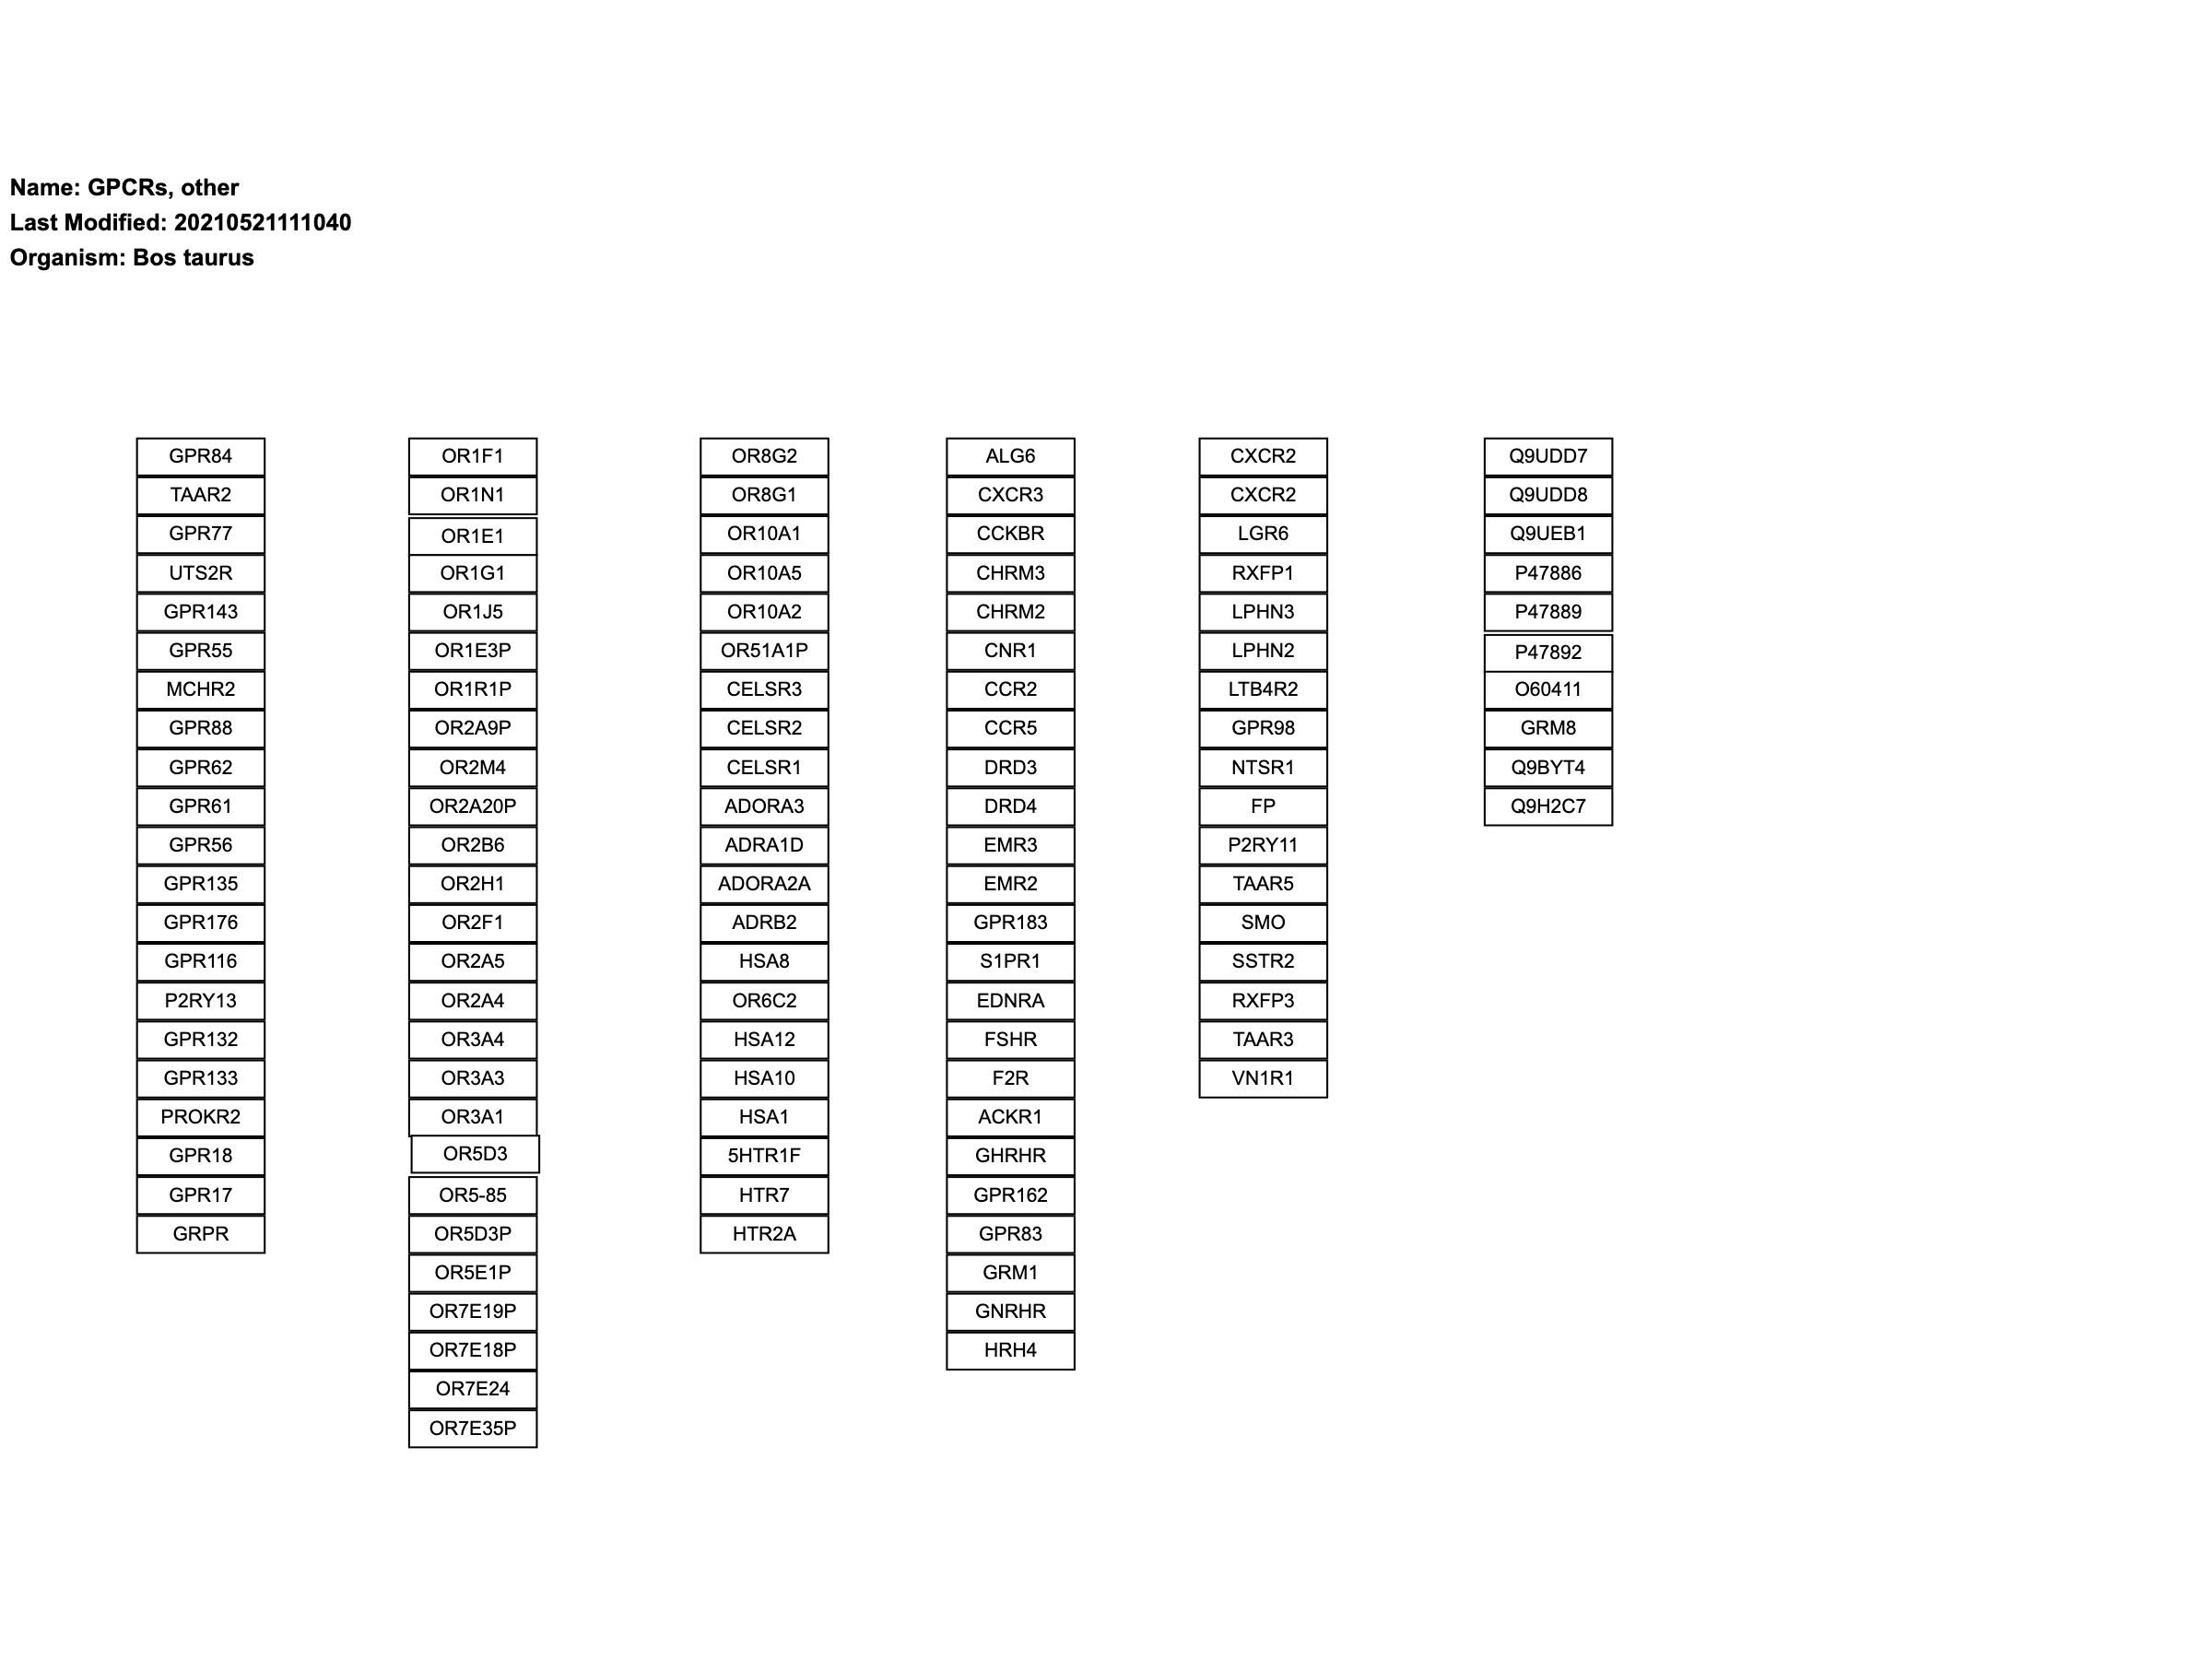 Name: GPCRs, other
Last Modified: 20210521111040
Organism: Bos taurus
GPR84
TAAR2
GPR77
UTS2R
GPR143
GPR55
MCHR2
GPR88
GPR62
GPR61
GPR56
GPR135
GPR176
GPR116
P2RY13
GPR132
GPR133
PROKR2
GPR18
GPR17
GRPR
OR1F1
OR1N1
OR1E1
OR1G1
OR1J5
OR1E3P
OR1R1P
OR2A9P
OR2M4
OR2A20P
OR2B6
OR2H1
OR2F1
OR2A5
OR2A4
OR3A4
OR3A3
OR3A1
OR5D3
OR5-85
OR5D3P
OR5E1P
OR7E19P
OR7E18P
OR7E24
OR7E35P
OR8G2
OR8G1
OR10A1
OR10A5
OR10A2
OR51A1P
CELSR3
CELSR2
CELSR1
ADORA3
ADRA1D
ADORA2A
ADRB2
HSA8
OR6C2
HSA12
HSA10
HSA1
5HTR1F
HTR7
HTR2A
ALG6
CXCR3
CCKBR
CHRM3
CHRM2
CNR1
CCR2
CCR5
DRD3
DRD4
EMR3
EMR2
GPR183
S1PR1
EDNRA
FSHR
F2R
ACKR1
GHRHR
GPR162
GPR83
GRM1
GNRHR
HRH4
CXCR2
CXCR2
LGR6
RXFP1
LPHN3
LPHN2
LTB4R2
GPR98
NTSR1
FP
P2RY11
TAAR5
SMO
SSTR2
RXFP3
TAAR3
VN1R1
Q9UDD7
Q9UDD8
Q9UEB1
P47886
P47889
P47892
O60411
GRM8
Q9BYT4
Q9H2C7